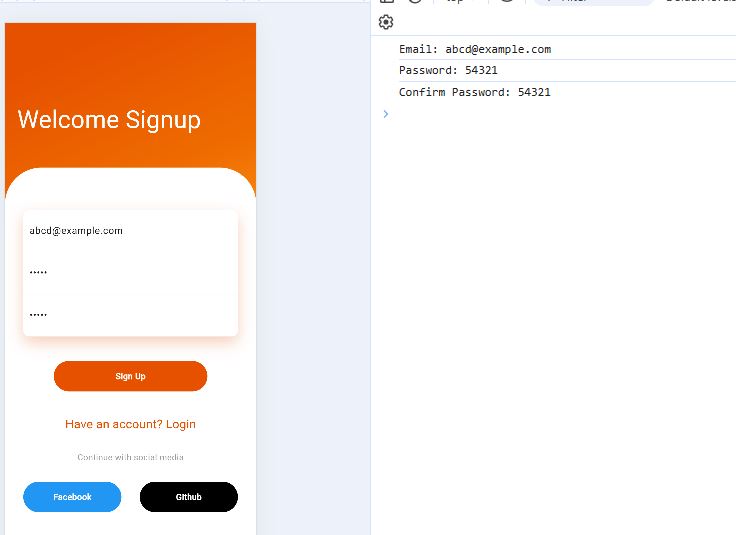 Welcome Signup
abcd@example.com
•••••
•••••
Sign Up
Have an account? Login
Continue with social media
Facebook
Github
Email: abcd@example.com
Password: 54321
Confirm Password: 54321